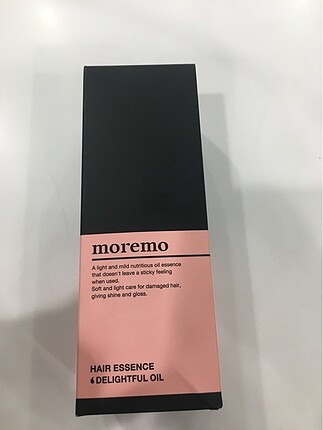 moremo
A light and mild nutritious oil essence
that doesn't leave a sticky feeling
when used.
Soft and light care for damaged hair,
giving shine and gloss.
HAIR ESSENCE
DELIGHTFUL OIL